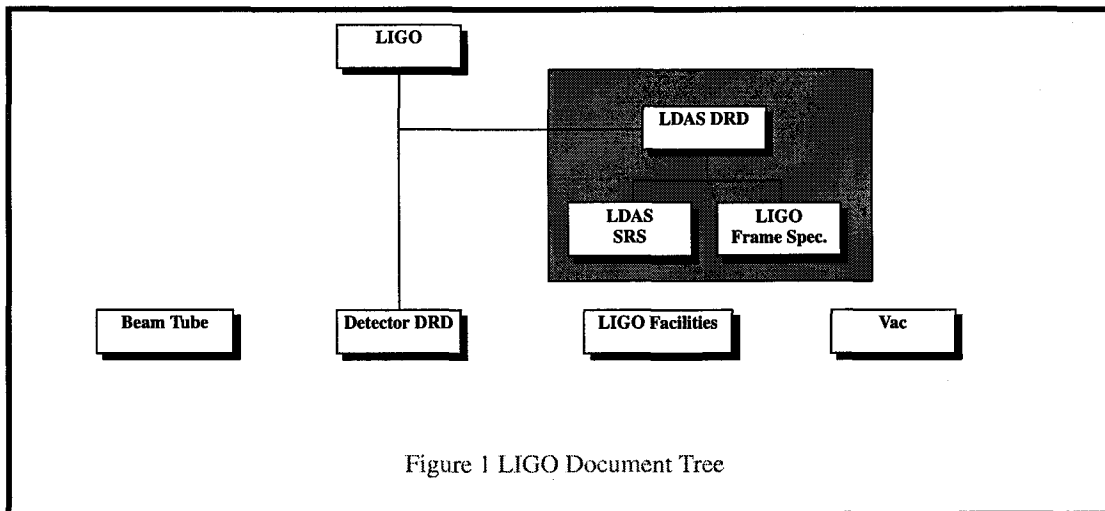 LIGO
LDAS DRD
LDAS
SRS
LIGO
Frame Spec.
Beam Tube
Detector DRD
LIGO Facilities
Vac
Figure 1 LIGO Document Tree